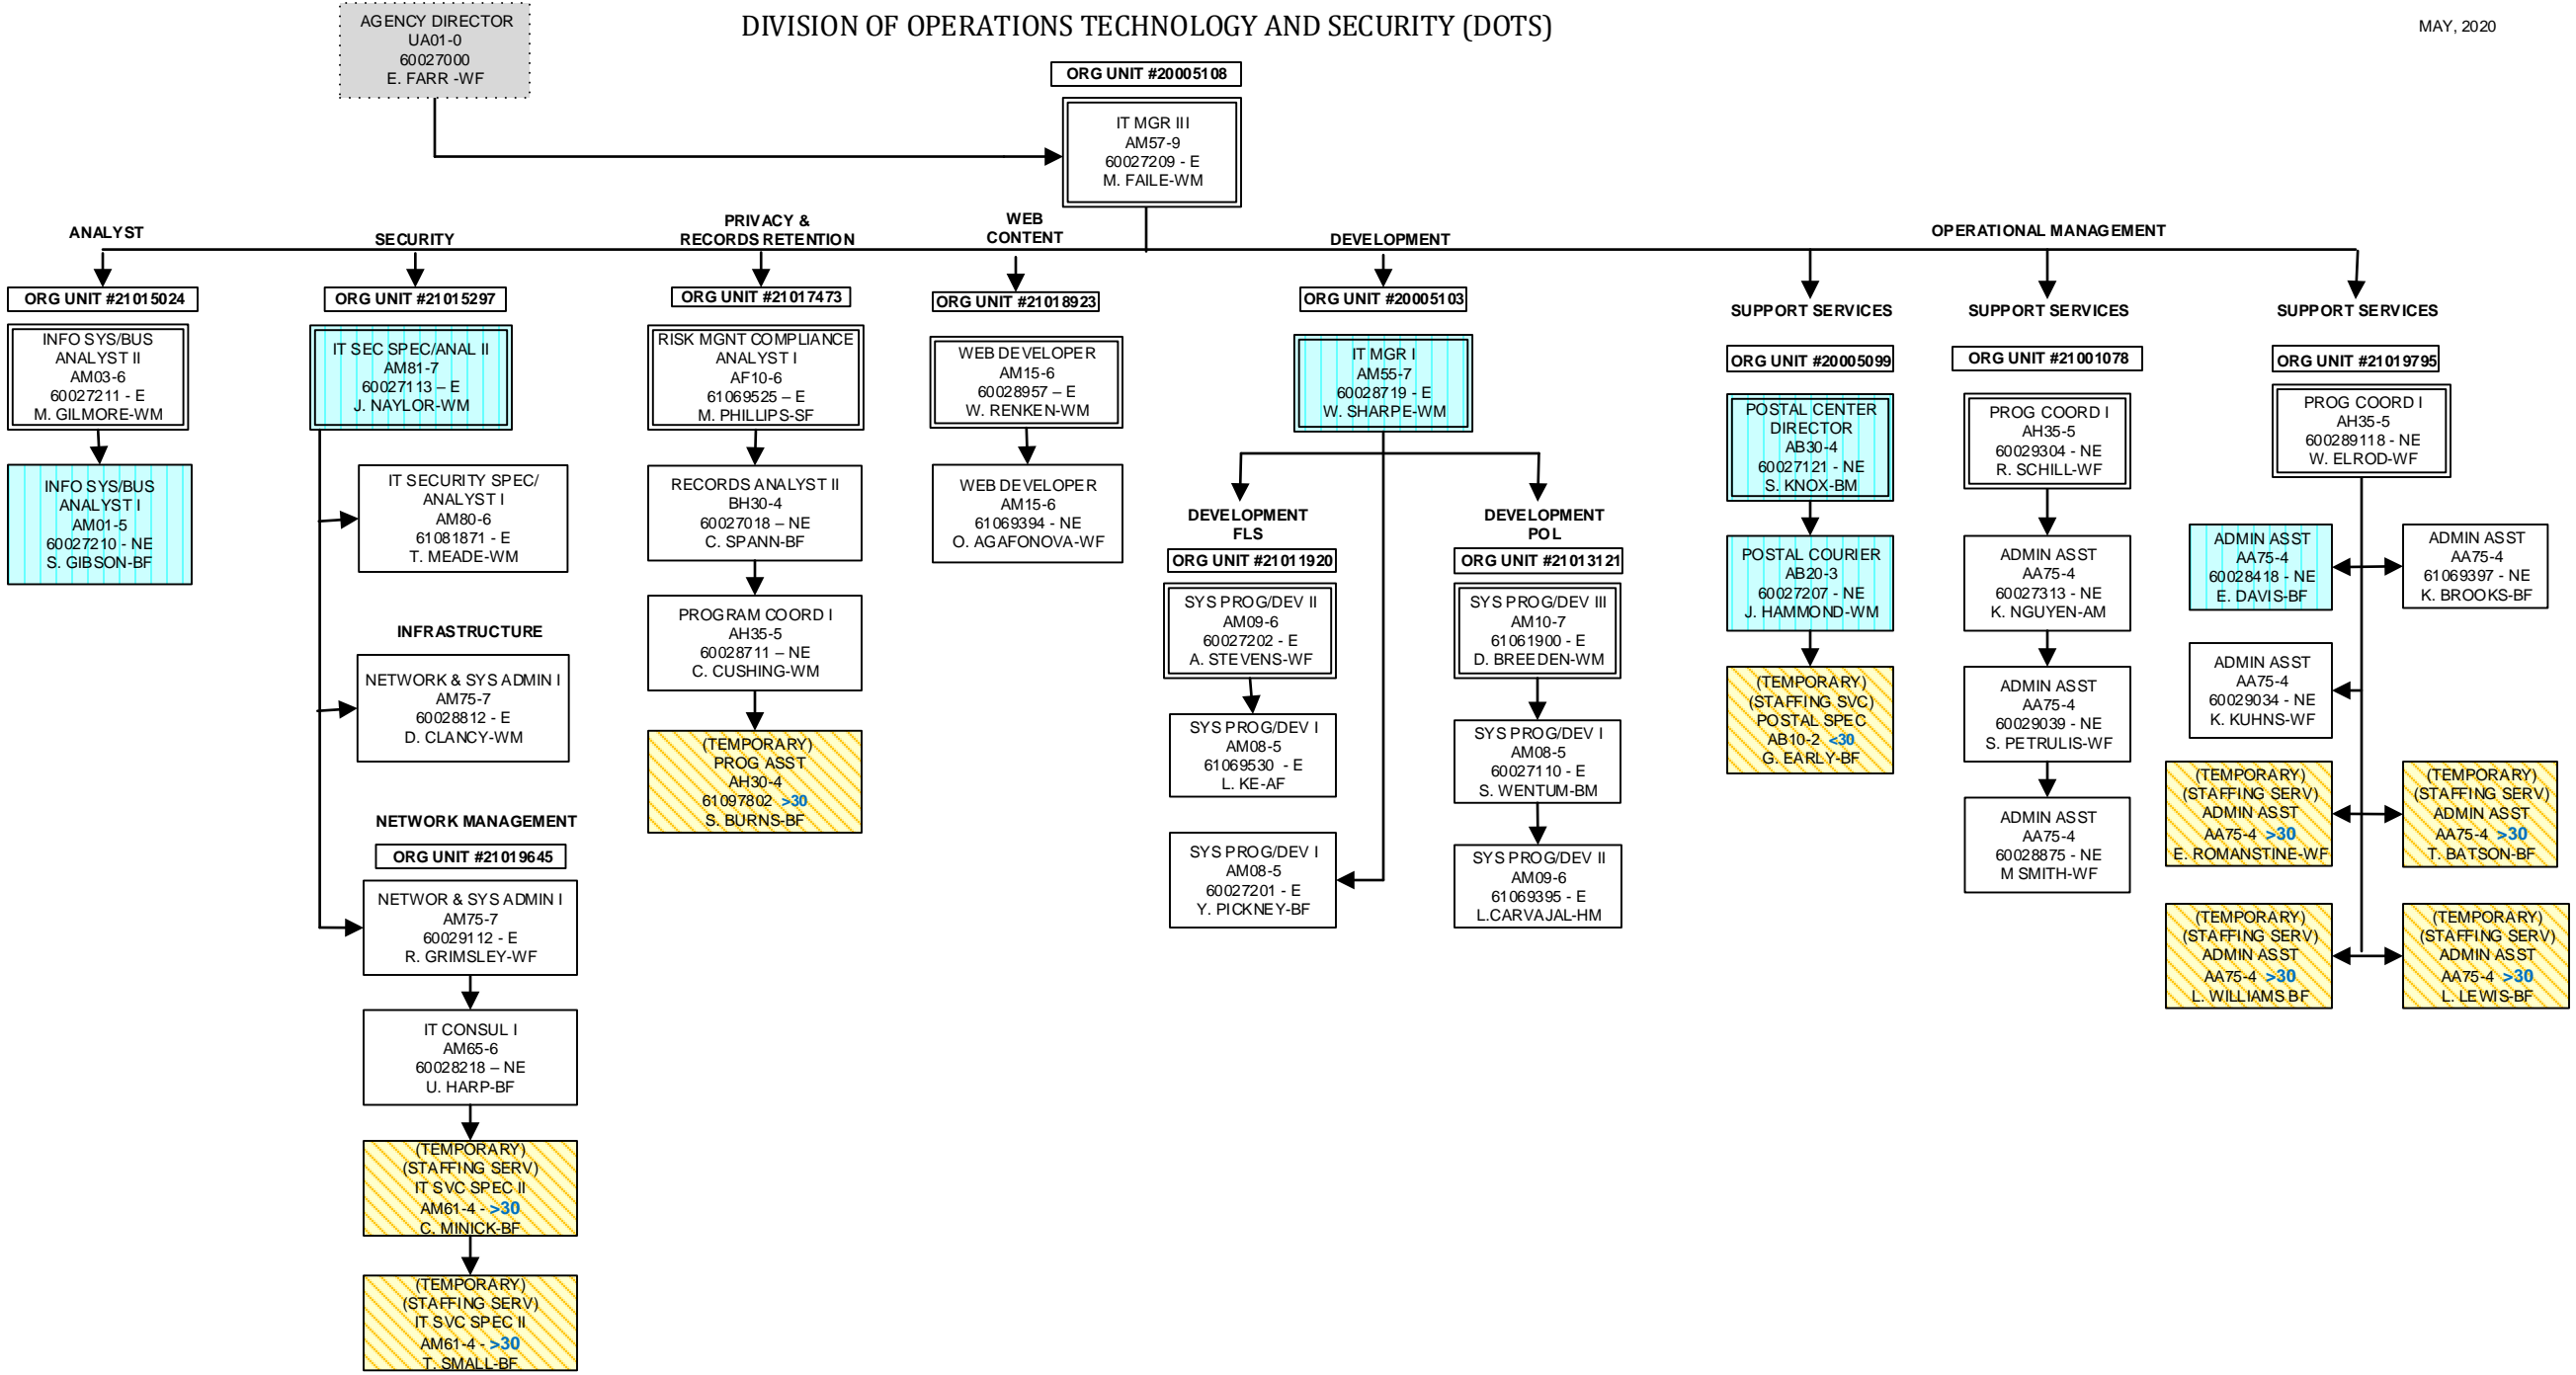 AGENCY DIRECTOR
UA01-0
60027000
E. FARR -WF
DIVISION OF OPERATIONS TECHNOLOGY AND SECURITY (DOTS)
MAY, 2020
ORG UNIT #20005108
IT MGR III
AM57-9
60027209 - E
M. FAILE-WM
ANALYST
ORG UNIT #21015024
INFO SYS/BUS
ANALYST II
AM03-6
60027211 - E
M. GILMORE-WM
INFO SYS/BUS
ANALYST I
AM01-5
60027210 - NE
S. GIBSON-BF
SECURITY
ORG UNIT #21015297
IT SEC SPEC/ANAL II
AM81-7
60027113 – E
J. NAYLOR-WM
IT SECURITY SPEC/
ANALYST I
AM80-6
61081871 - E
T. MEADE-WM
INFRASTRUCTURE
NETWORK & SYS ADMIN I
AM75-7
60028812 - E
D. CLANCY-WM
NETWORK MANAGEMENT
ORG UNIT #21019645
NETWOR & SYS ADMIN I
AM75-7
60029112 - E
R. GRIMSLEY-WF
IT CONSUL I
AM65-6
60028218 – NE
U. HARP-BF
(TEMPORARY)
(STAFFING SERV)
IT SVC SPEC II
AM61-4 - >30
C. MINICK-BF
(TEMPORARY)
(STAFFING SERV)
IT SVC SPEC II
AM61-4 - >30
T. SMALL-BF
PRIVACY &
RECORDS RETENTION
ORG UNIT #21017473
RISK MGNT COMPLIANCE
ANALYST I
AF10-6
61069525 – E
M. PHILLIPS-SF
RECORDS ANALYST II
BH30-4
60027018 – NE
C. SPANN-BF
PROGRAM COORD I
AH35-5
60028711 – NE
C. CUSHING-WM
(TEMPORARY)
PROG ASST
AH30-4
61097802 >30
S. BURNS-BF
WEB
CONTENT
ORG UNIT #21018923
WEB DEVELOPER
AM15-6
60028957 – E
W. RENKEN-WM
WEB DEVELOPER
AM15-6
61069394 - NE
O. AGAFONOVA-WF
DEVELOPMENT
ORG UNIT #20005103
IT MGR I
AM55-7
60028719 - E
W. SHARPE-WM
DEVELOPMENT
FLS
ORG UNIT #21011920
SYS PROG/DEV II
AM09-6
60027202 - E
A. STEVENS-WF
SYS PROG/DEV I
AM08-5
61069530 - E
L. KE-AF
SYS PROG/DEV I
AM08-5
60027201 - E
Y. PICKNEY-BF
DEVELOPMENT
POL
ORG UNIT #21013121
SYS PROG/DEV III
AM10-7
61061900 - E
D. BREEDEN-WM
SYS PROG/DEV I
AM08-5
60027110 - E
S. WENTUM-BM
SYS PROG/DEV II
AM09-6
61069395 - E
L.CARVAJAL-HM
OPERATIONAL MANAGEMENT
SUPPORT SERVICES
ORG UNIT #20005099
POSTAL CENTER
DIRECTOR
AB30-4
60027121 - NE
S. KNOX-BM
POSTAL COURIER
AB20-3
60027207 - NE
J. HAMMOND-WM
(TEMPORARY)
(STAFFING SVC)
POSTAL SPEC
AB10-2 <30
G. EARLY-BF
SUPPORT SERVICES
ORG UNIT #21001078
PROG COORD I
AH35-5
60029304 - NE
R. SCHILL-WF
ADMIN ASST
AA75-4
60027313 - NE
K. NGUYEN-AM
ADMIN ASST
AA75-4
60029039 - NE
S. PETRULIS-WF
ADMIN ASST
AA75-4
60028875 - NE
M SMITH-WF
SUPPORT SERVICES
ORG UNIT #21019795
PROG COORD I
AH35-5
600289118 - NE
W. ELROD-WF
ADMIN ASST
AA75-4
60028418 - NE
E. DAVIS-BF
ADMIN ASST
AA75-4
61069397 - NE
K. BROOKS-BF
ADMIN ASST
AA75-4
60029034 - NE
K. KUHNS-WF
(TEMPORARY)
(STAFFING SERV)
ADMIN ASST
AA75-4 >30
E. ROMANSTINE-WF
(TEMPORARY)
(STAFFING SERV)
ADMIN ASST
AA75-4 >30
T. BATSON-BF
(TEMPORARY)
(STAFFING SERV)
ADMIN ASST
AA75-4 >30
L. WILLIAMS BF
(TEMPORARY)
(STAFFING SERV)
ADMIN ASST
AA75-4 >30
L. LEWIS-BF